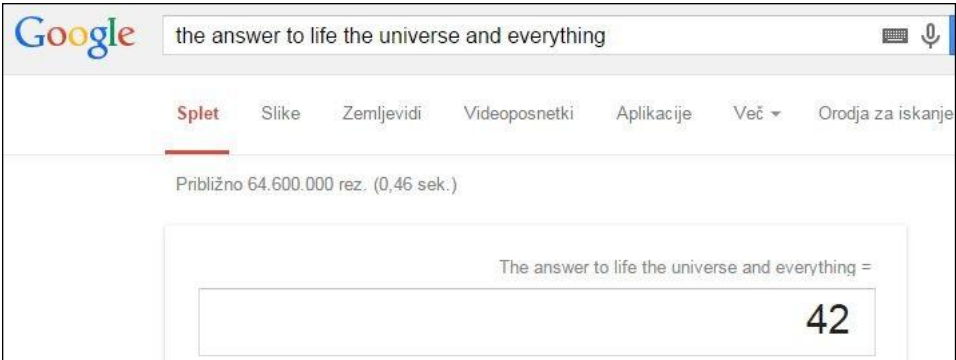 Google the answer to life the universe and everything
Splet Slike Zemljevidi Videoposnetki Aplikacije Več Orodja za iskanje
Približno 64.600.000 rez. (0,46 sek.)
The answer to life the universe and everything =
42